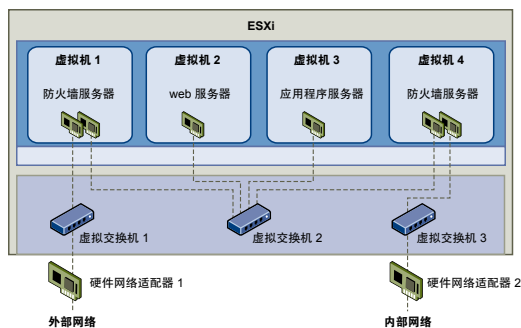 ESXi
虚拟机 1
虚拟机 2
虚拟机 3
虚拟机 4
防火墙服务器
web 服务器
应用程序服务器
防火墙服务器
虚拟交换机 1
虚拟交换机 2
虚拟交换机 3
硬件网络适配器 1
硬件网络适配器 2
外部网络
内部网络